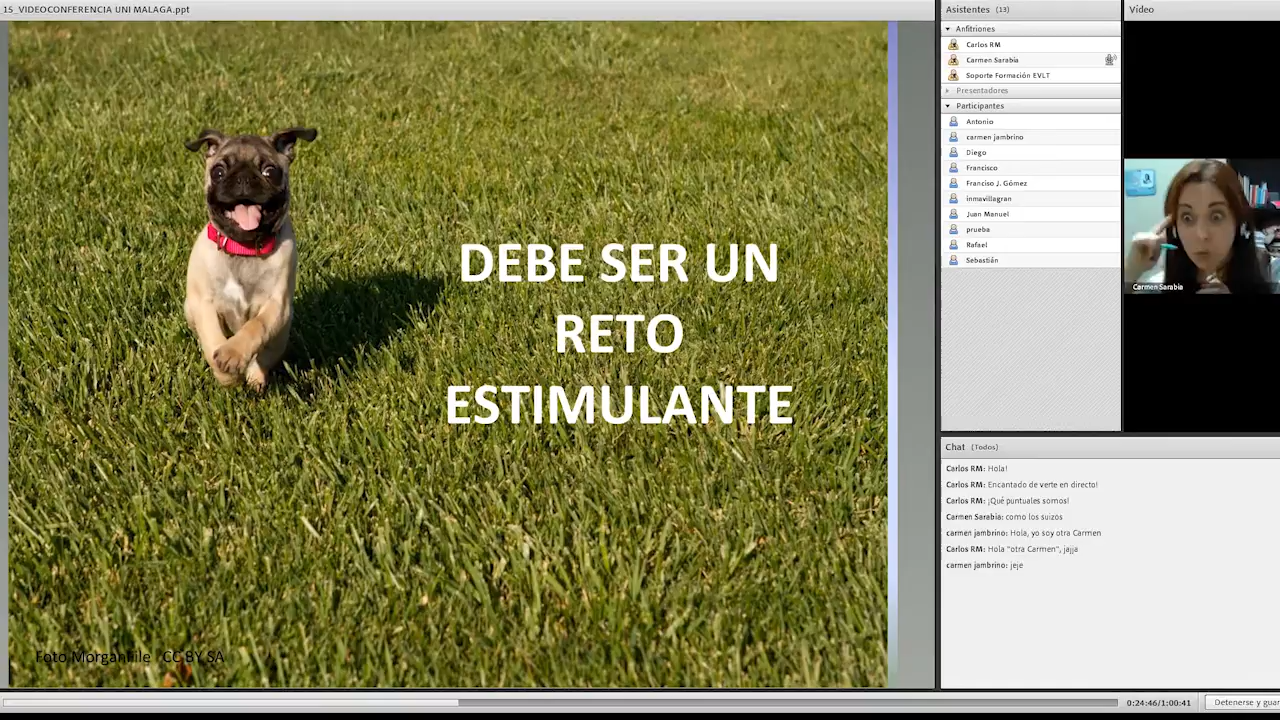 15_VIDEOCONFERENCIA UNI MALAGA.ppt
DEBE SER UN
RETO
ESTIMULANTE
Foto Morganfile CC BY SA
Asistentes (13)
Anfitriones
Carlos RM
Carmen Sarabia
Soporte Formación EVLT
Presentadores
Participantes
Antonio
carmen jambrino
Diego
Francisco
Franciso J. Gómez
inmavillagran
Juan Manuel
prueba
Rafael
Sebastián
Vídeo
Carmen Sarabia
Chat (Todos)
Carlos RM: Hola!
Carlos RM: Encantado de verte en directo!
Carlos RM: ¡Qué puntuales somos!
Carmen Sarabia: como los suizos
carmen jambrino: Hola, yo soy otra Carmen
Carlos RM: Hola "otra Carmen", jajja
carmen jambrino: jeje
0:24:46/1:00:41
Detenerse y guar